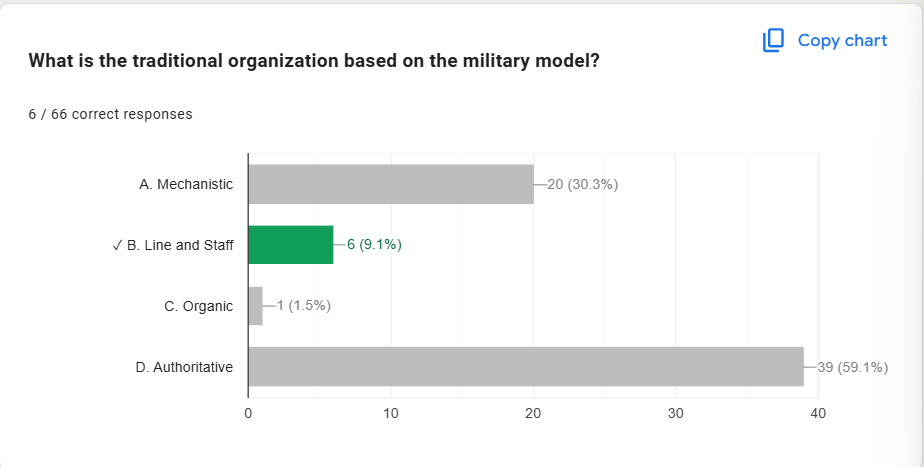 Copy chart
What is the traditional organization based on the military model?
6 / 66 correct responses
A. Mechanistic
20 (30.3%)
✓ B. Line and Staff
6 (9.1%)
C. Organic
1 (1.5%)
D. Authoritative
39 (59.1%)
0 10 20 30 40